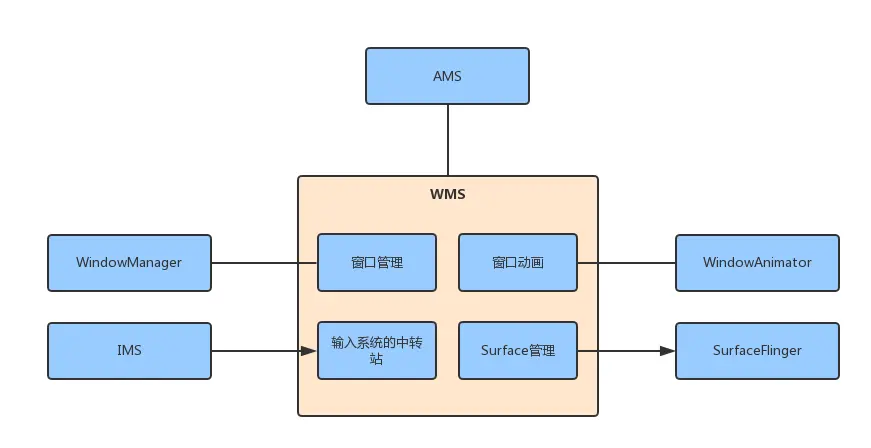 AMS
WMS
WindowManager
窗口管理
窗口动画
WindowAnimator
IMS
输入系统的中转
站
Surface管理
SurfaceFlinger